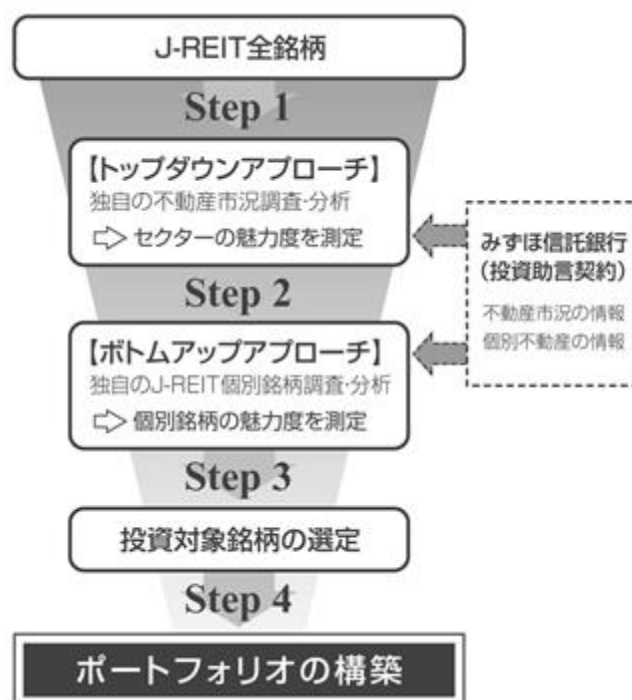 J-REIT全銘柄
Step 1
【トップダウンアプローチ】
独自の不動産市況調査・分析
⇨ セクターの魅力度を測定
みずほ信託銀行
(投資助言契約)
不動産市況の情報
個別不動産の情報
Step 2
【ボトムアップアプローチ】
独自のJ-REIT個別銘柄調査・分析
⇨ 個別銘柄の魅力度を測定
Step 3
投資対象銘柄の選定
Step 4
ポートフォリオの構築